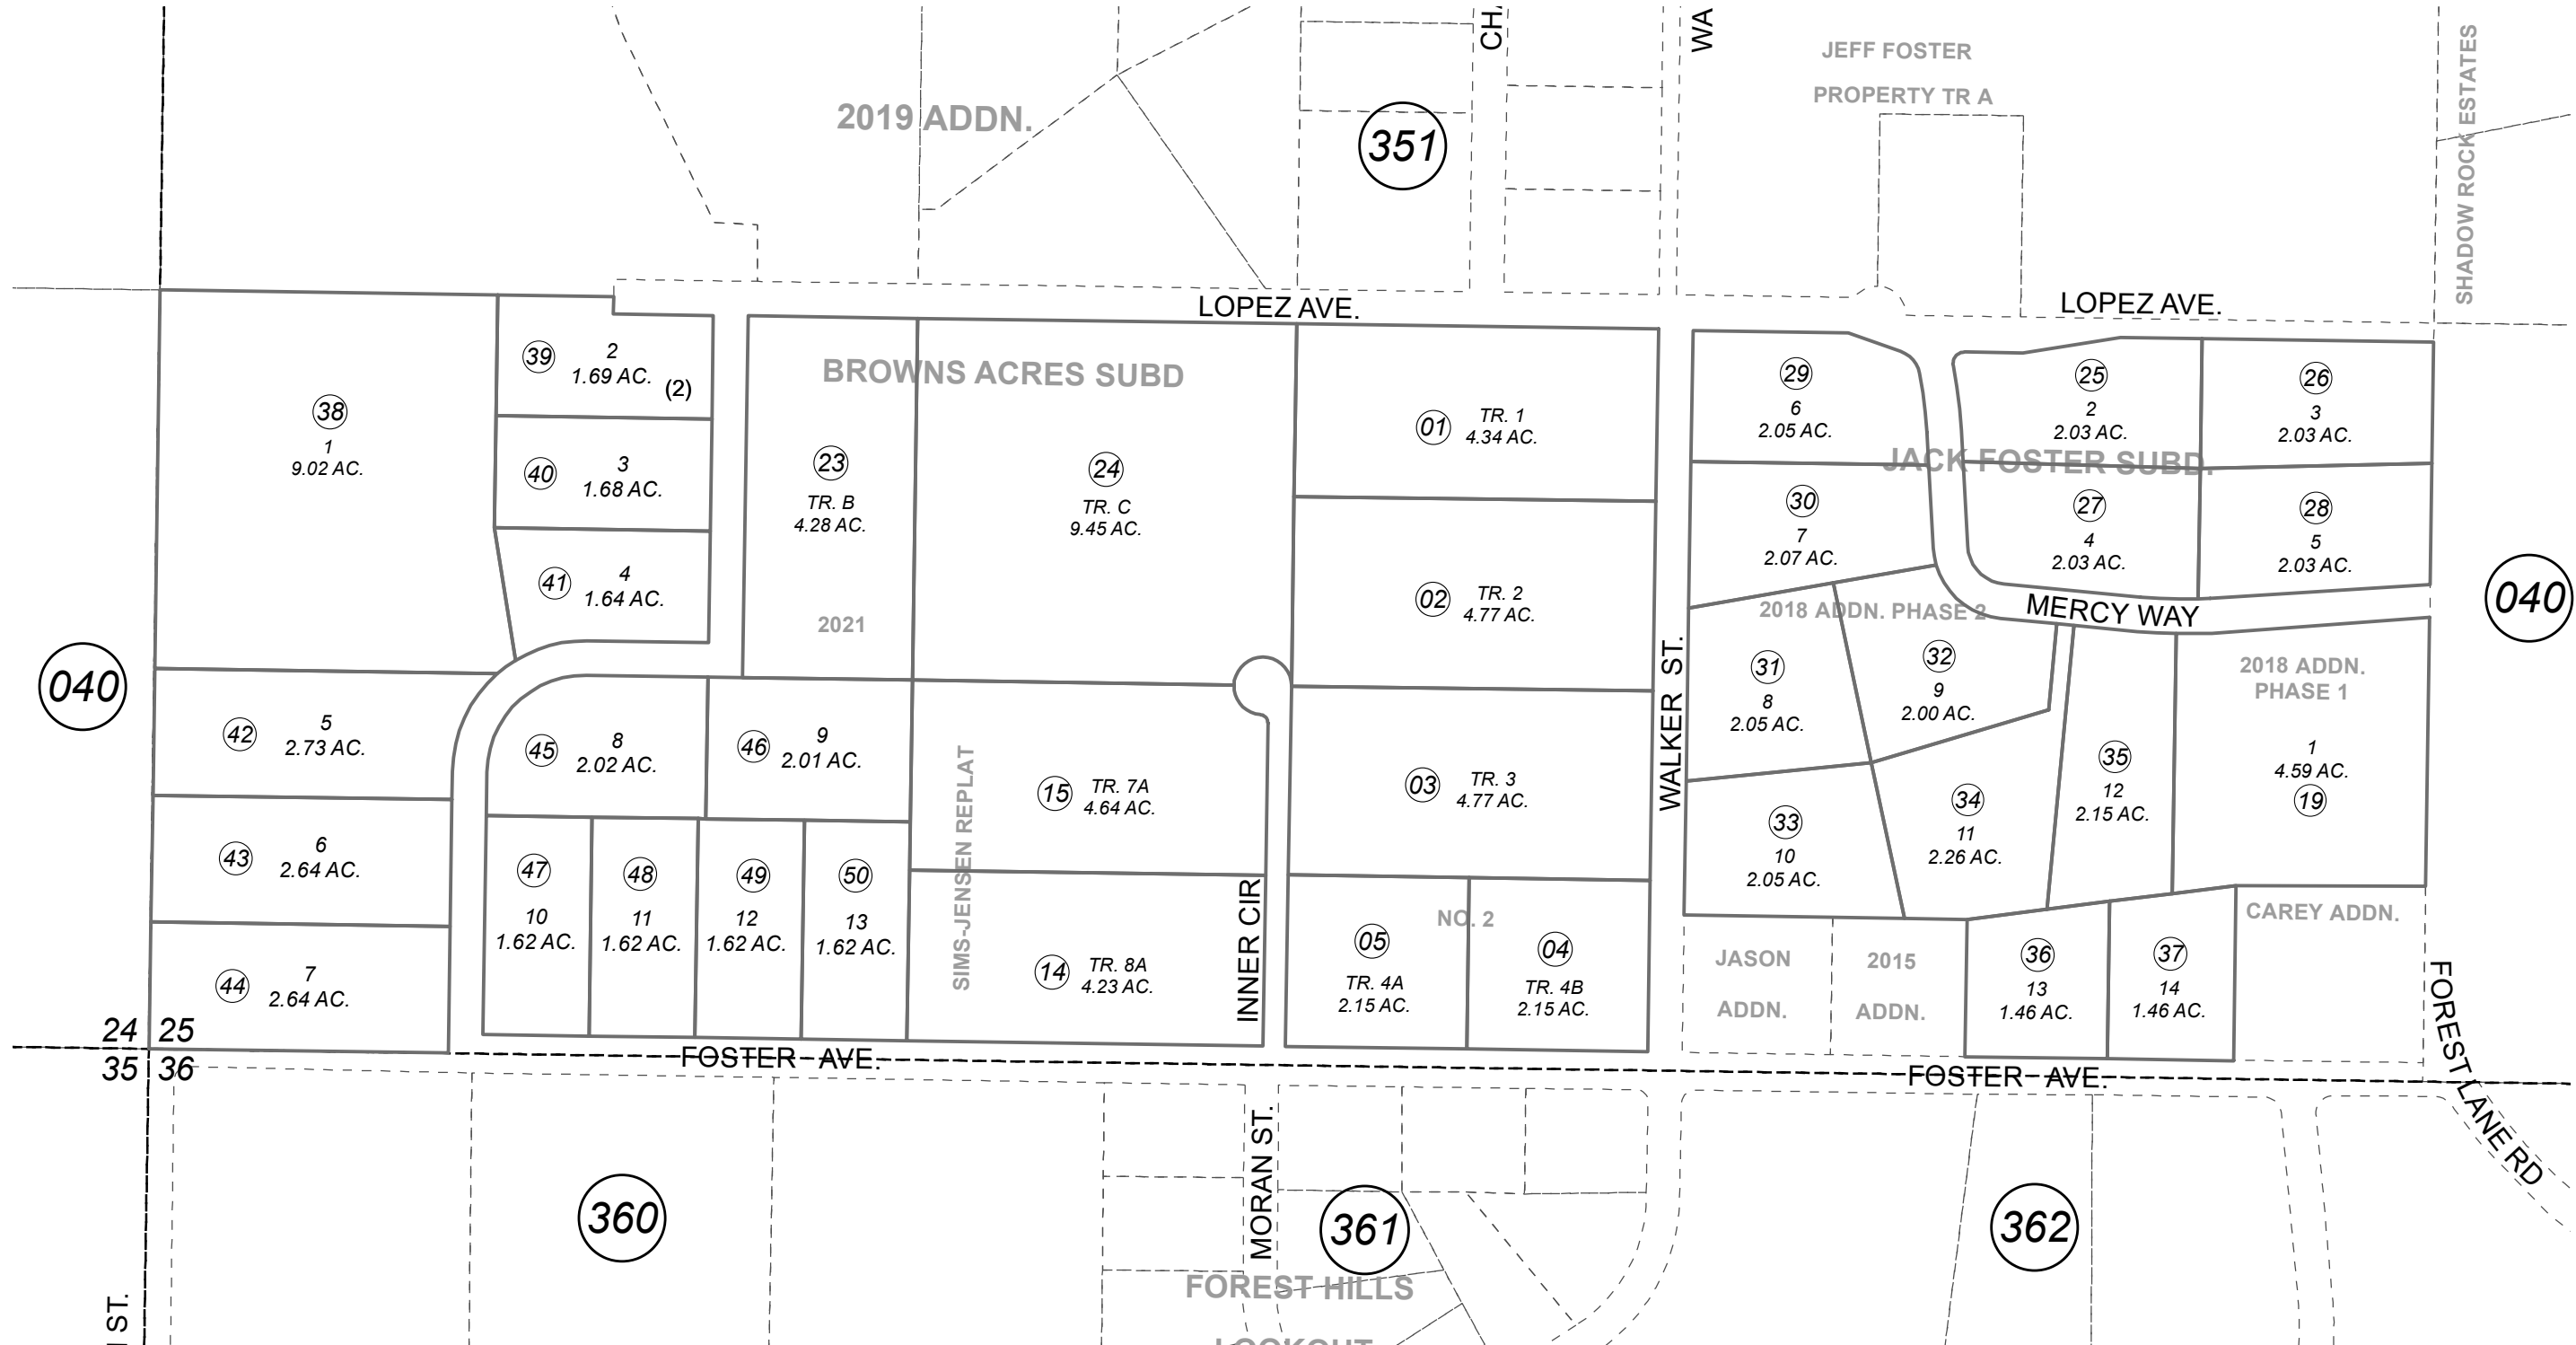 CH
WA
JEFF FOSTER
PROPERTY TR A
SHADOW ROCK ESTATES
2019 ADDN.
351
LOPEZ AVE.
LOPEZ AVE.
BROWNS ACRES SUBD
38
1
9.02 AC.
39
2
1.69 AC.
(2)
40
3
1.68 AC.
41
4
1.64 AC.
23
TR. B
4.28 AC.
2021
24
TR. C
9.45 AC.
01
TR. 1
4.34 AC.
02
TR. 2
4.77 AC.
03
TR. 3
4.77 AC.
WALKER ST.
29
6
2.05 AC.
25
2
2.03 AC.
26
3
2.03 AC.
JACK FOSTER SUBD.
30
7
2.07 AC.
27
4
2.03 AC.
28
5
2.03 AC.
2018 ADDN. PHASE 2
MERCY WAY
040
040
31
8
2.05 AC.
32
9
2.00 AC.
2018 ADDN.
PHASE 1
1
4.59 AC.
19
35
12
2.15 AC.
33
10
2.05 AC.
34
11
2.26 AC.
42
5
2.73 AC.
43
6
2.64 AC.
44
7
2.64 AC.
45
8
2.02 AC.
46
9
2.01 AC.
47
10
1.62 AC.
48
11
1.62 AC.
49
12
1.62 AC.
50
13
1.62 AC.
SIMS-JENSEN REPLAT
15
TR. 7A
4.64 AC.
14
TR. 8A
4.23 AC.
INNER CIR
NO. 2
05
TR. 4A
2.15 AC.
04
TR. 4B
2.15 AC.
JASON
ADDN.
2015
ADDN.
36
13
1.46 AC.
37
14
1.46 AC.
CAREY ADDN.
FOREST LANE RD
24 25
35 36
FOSTER AVE.
FOSTER AVE.
MORAN ST.
360
361
362
FOREST HILLS
LOOKOUT
ST.